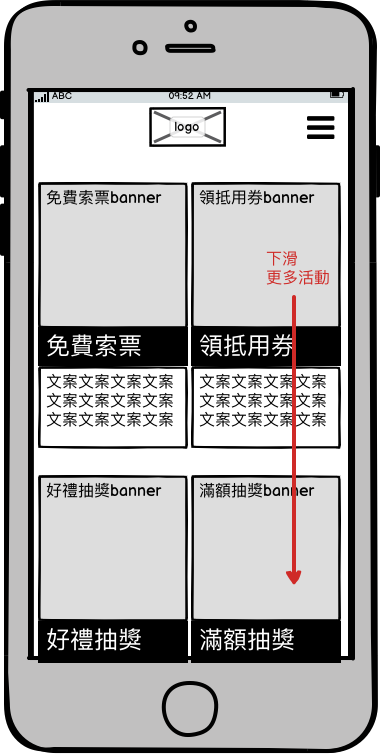 ABC 09:52 AM
logo
免費索票banner
領抵用券banner
下滑
更多活動
免費索票
領抵用券
文案文案文案文案
文案文案文案文案
文案文案文案文案
文案文案文案文案
文案文案文案文案
文案文案文案文案
好禮抽獎banner
滿額抽獎banner
好禮抽獎
滿額抽獎